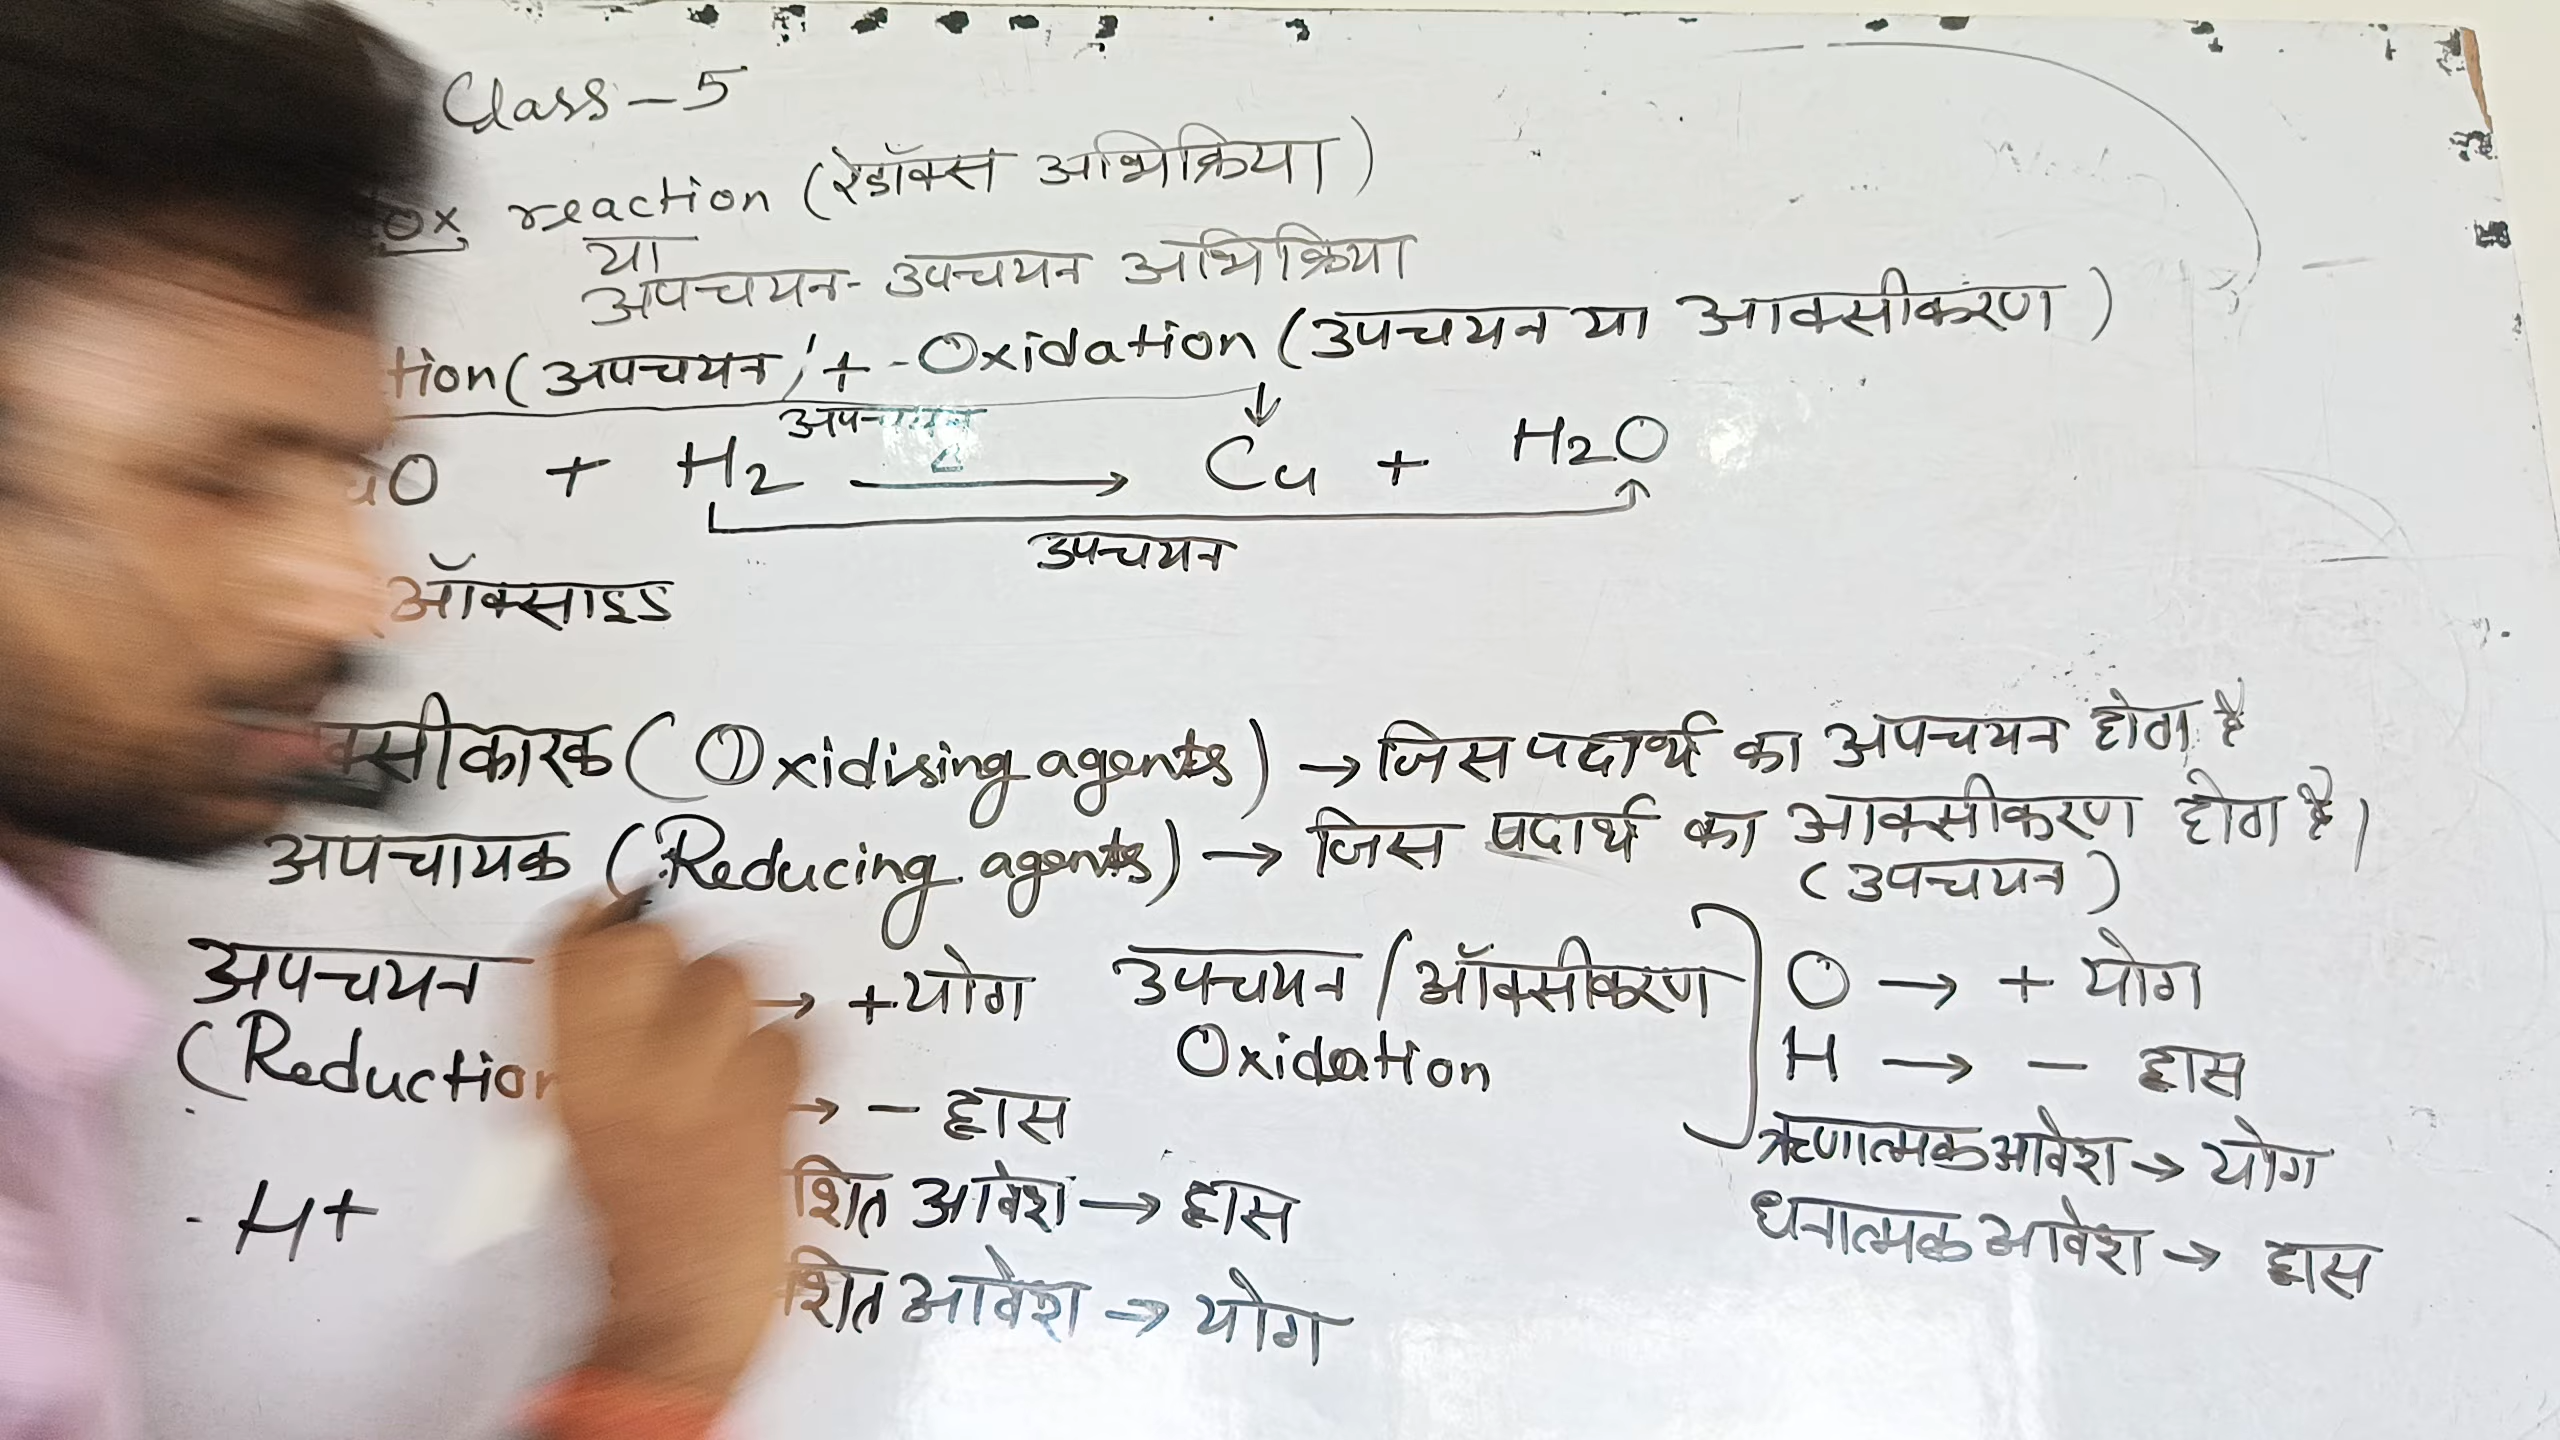 Class-5
ox reaction (रेडॉक्स अभिक्रिया)
या
अपचयन-उपचयन अभिक्रिया
tion(अपचयन)+-Oxidation(उपचयन या आक्सीकरण)
अपचयन
O + H2 → Cu + H2O
उपचयन
ऑक्साइड
क्सीकारक(Oxidising agents)→जिस पदार्थ का अपचयन होता है
अपचायक (Reducing agents)→ जिस पदार्थ का आक्सीकरण होता है।
(उपचयन)
अपचयन → +योग उपचयन/ऑक्सीकरण O → + योग
(Reduction Oxidation H → - ह्रास
→ - ह्रास
ऋणात्मक आवेश → योग
H+ शित आवेश → ह्रास
धनात्मक आवेश → ह्रास
शित आवेश → योग